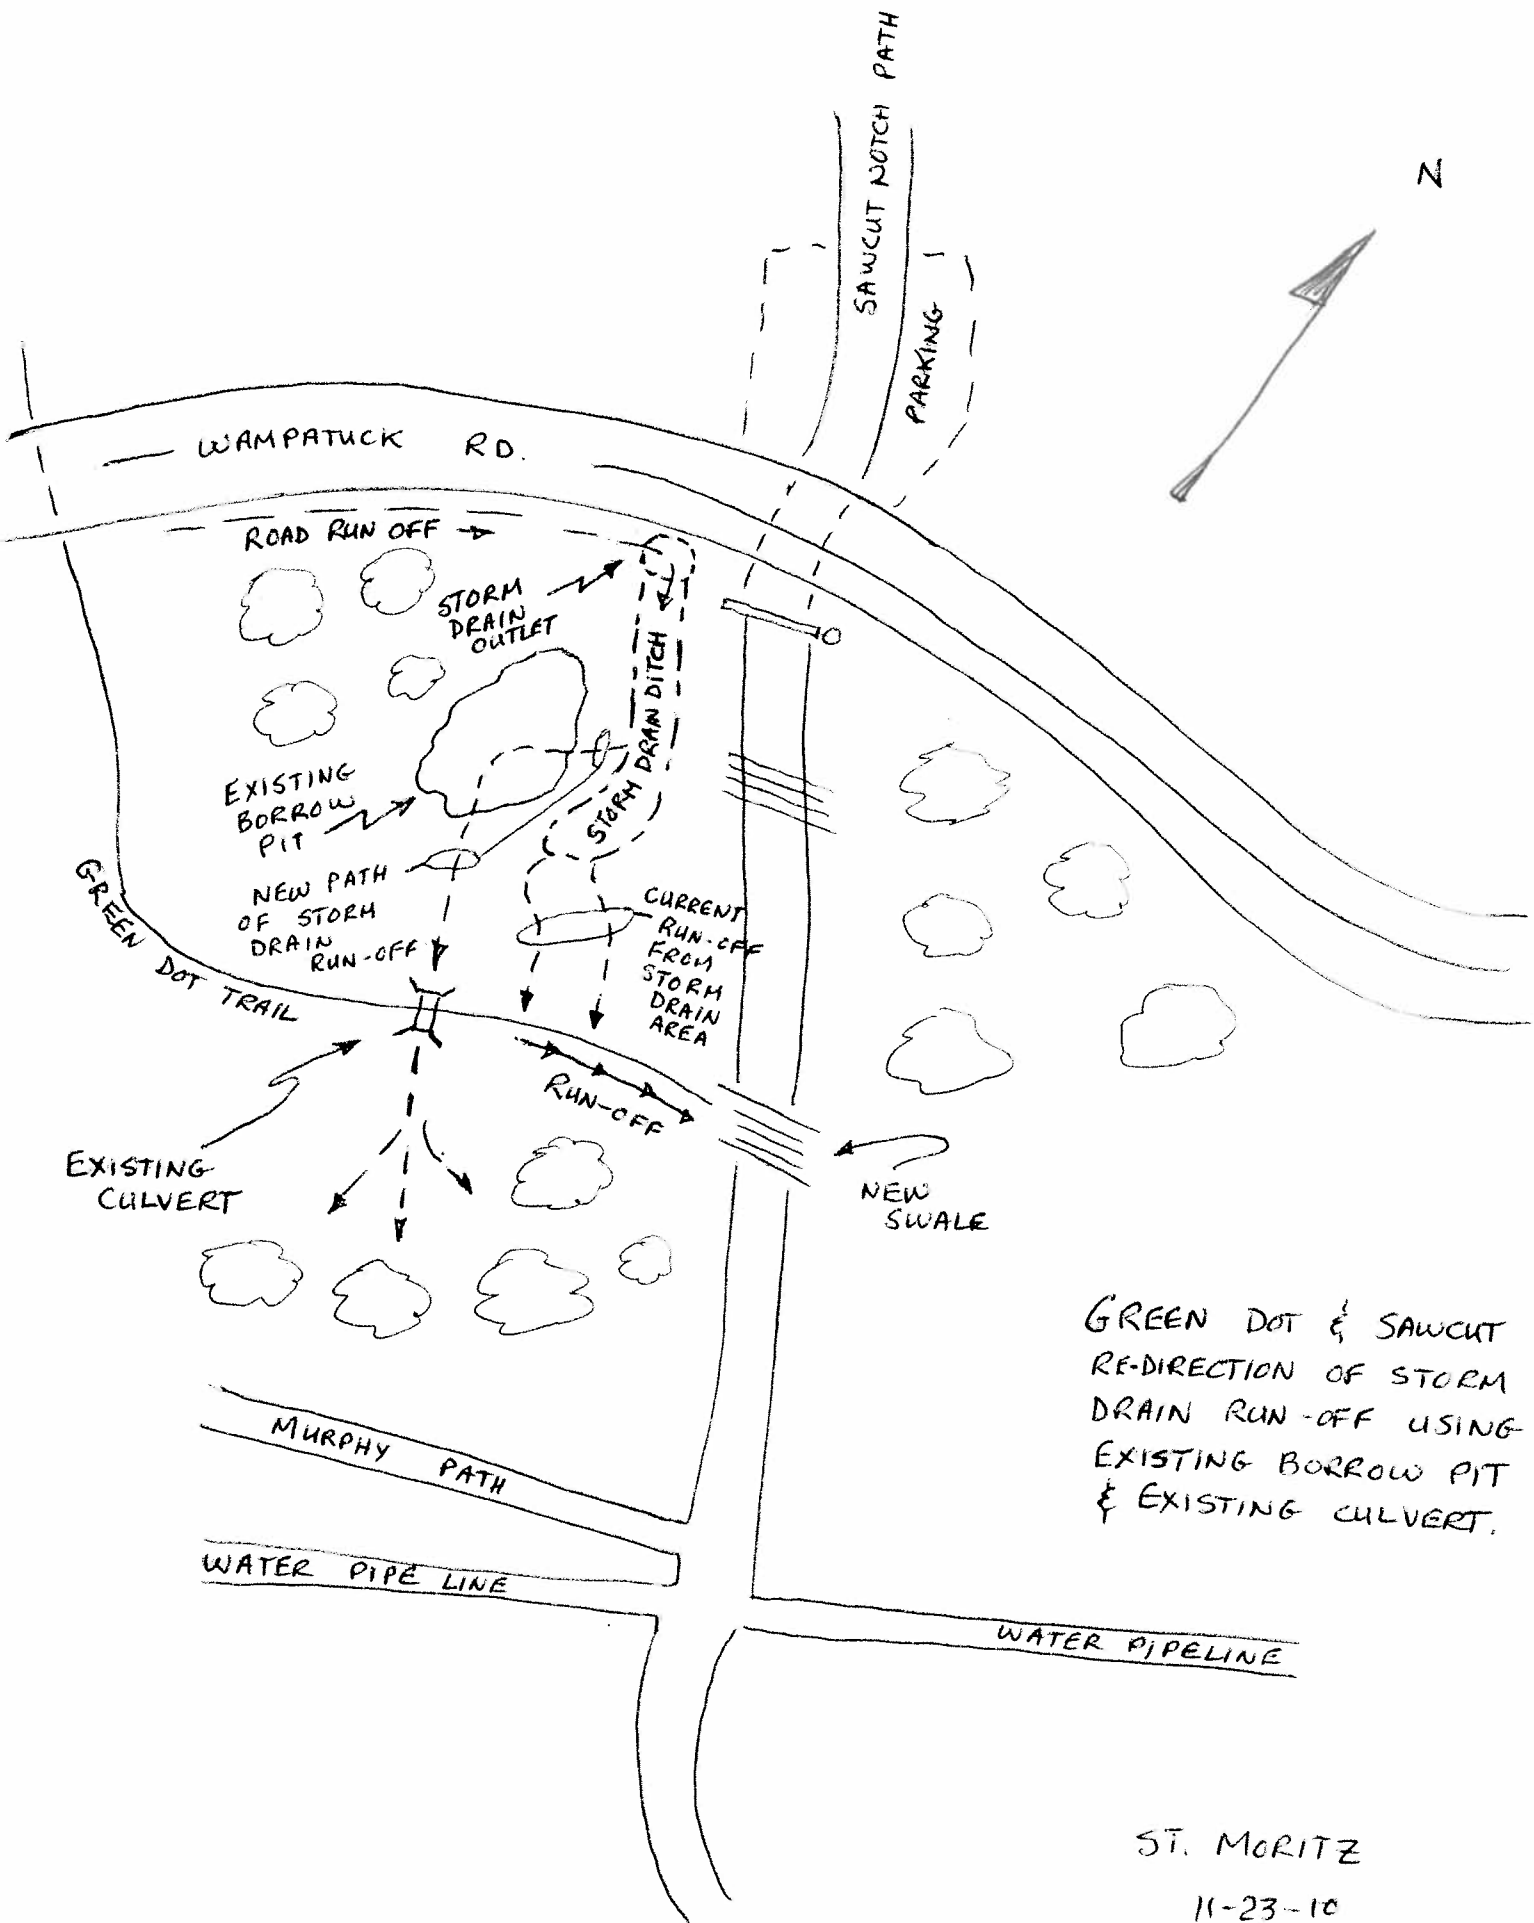 SAWCUT NOTCH PATH
N
PARKING
WAMPATUCK RD.
ROAD RUN OFF
STORM
DRAIN
OUTLET
STORM DRAIN DITCH
EXISTING
BORROW
PIT
GREEN DOT TRAIL
NEW PATH
OF STORM
DRAIN
RUN-OFF
CURRENT
RUN-OFF
FROM
STORM
DRAIN
AREA
RUN-OFF
EXISTING
CULVERT
NEW
SWALE
GREEN DOT & SAWCUT
RE-DIRECTION OF STORM
DRAIN RUN-OFF USING
EXISTING BORROW PIT
& EXISTING CULVERT.
MURPHY PATH
WATER PIPE LINE
WATER PIPELINE
ST. MORITZ
11-23-10